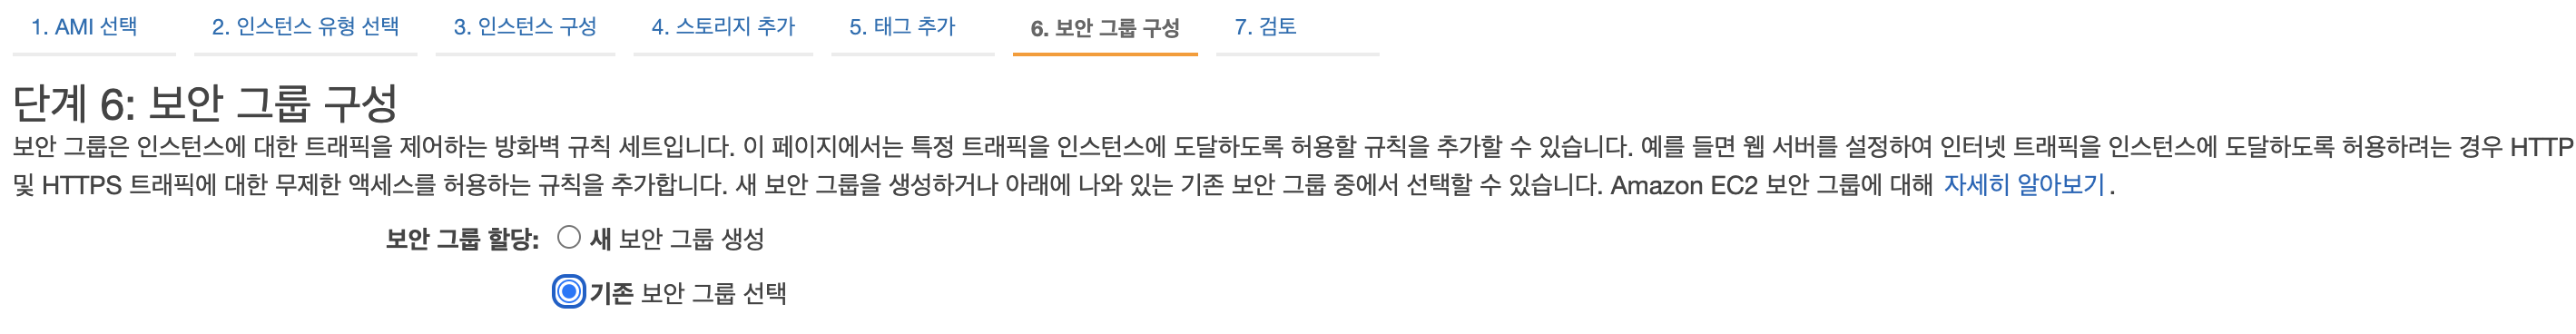 1. AMI 선택 2. 인스턴스 유형 선택 3. 인스턴스 구성 4. 스토리지 추가 5. 태그 추가 6. 보안 그룹 구성 7. 검토
단계 6: 보안 그룹 구성
보안 그룹은 인스턴스에 대한 트래픽을 제어하는 방화벽 규칙 세트입니다. 이 페이지에서는 특정 트래픽을 인스턴스에 도달하도록 허용할 규칙을 추가할 수 있습니다. 예를 들면 웹 서버를 설정하여 인터넷 트래픽을 인스턴스에 도달하도록 허용하려는 경우 HTTP
및 HTTPS 트래픽에 대한 무제한 액세스를 허용하는 규칙을 추가합니다. 새 보안 그룹을 생성하거나 아래에 나와 있는 기존 보안 그룹 중에서 선택할 수 있습니다. Amazon EC2 보안 그룹에 대해 자세히 알아보기.
보안 그룹 할당: 새 보안 그룹 생성
기존 보안 그룹 선택